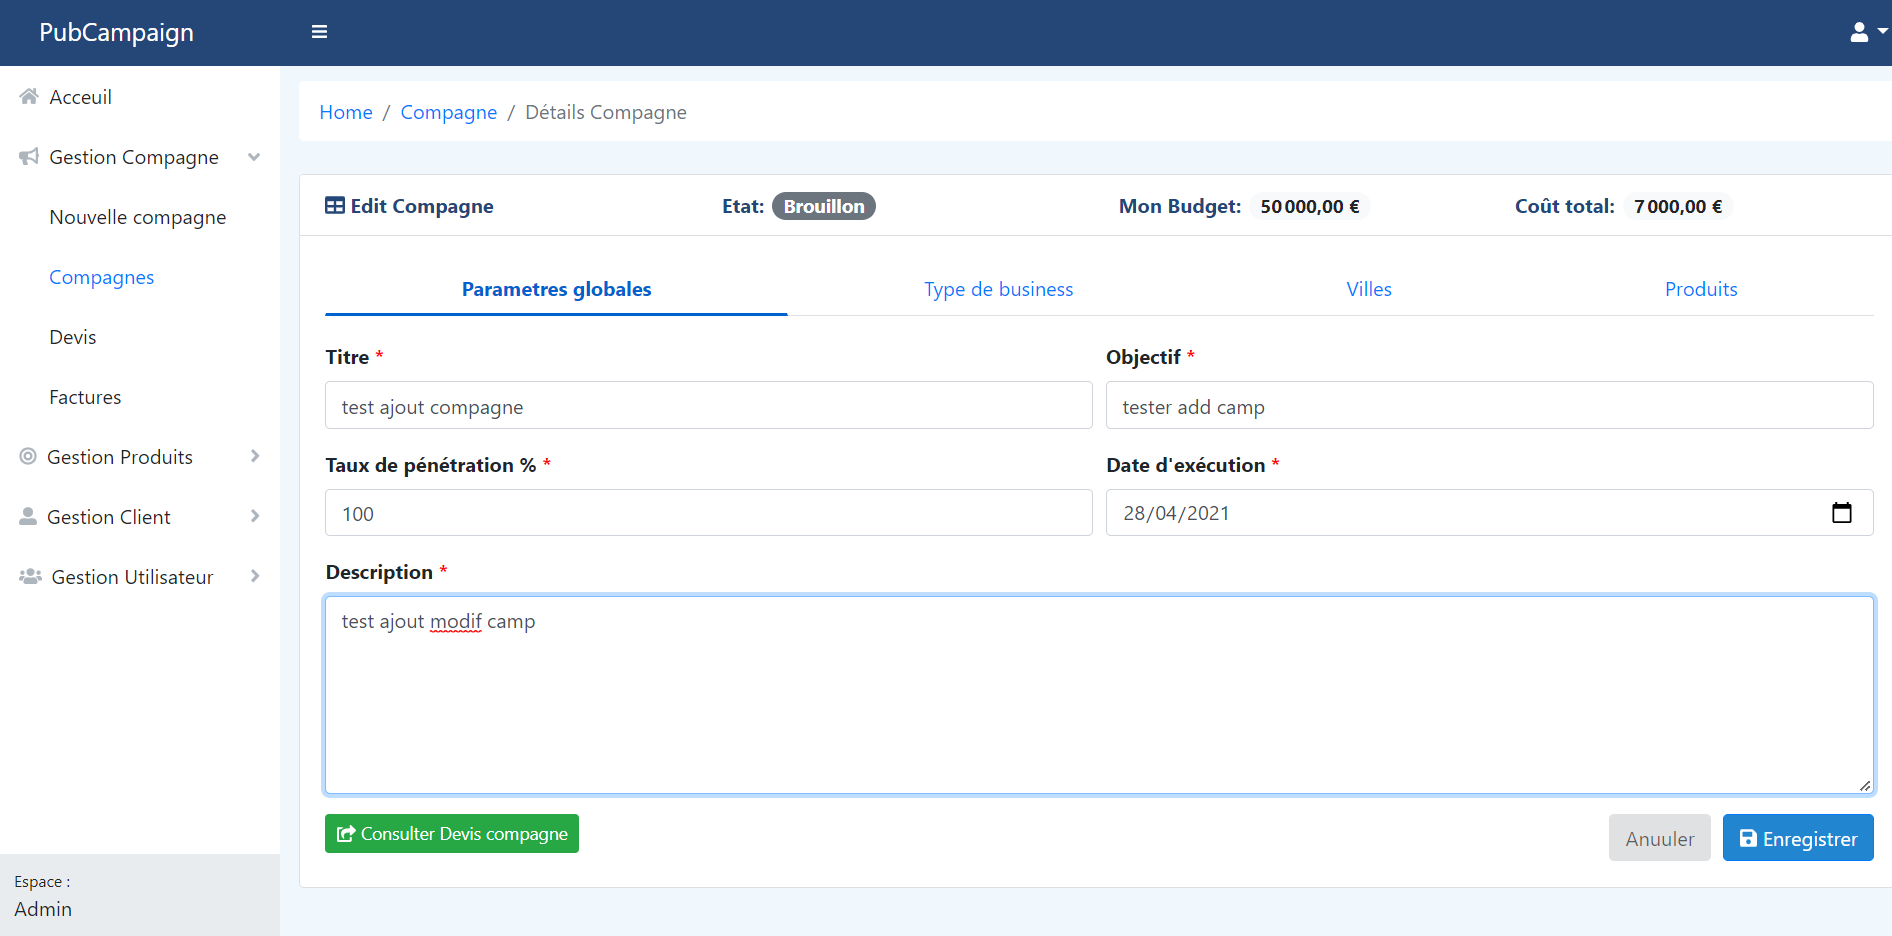 PubCampaign
Acceuil
Gestion Compagne
Nouvelle compagne
Compagnes
Devis
Factures
Gestion Produits
Gestion Client
Gestion Utilisateur
Espace :
Admin
Home / Compagne / Détails Compagne
Edit Compagne Etat: Brouillon Mon Budget: 50 000,00 € Coût total: 7 000,00 €
Parametres globales Type de business Villes Produits
Titre * Objectif *
test ajout compagne tester add camp
Taux de pénétration % * Date d'exécution *
100 28/04/2021
Description *
test ajout modif camp
Consulter Devis compagne Anuuler Enregistrer